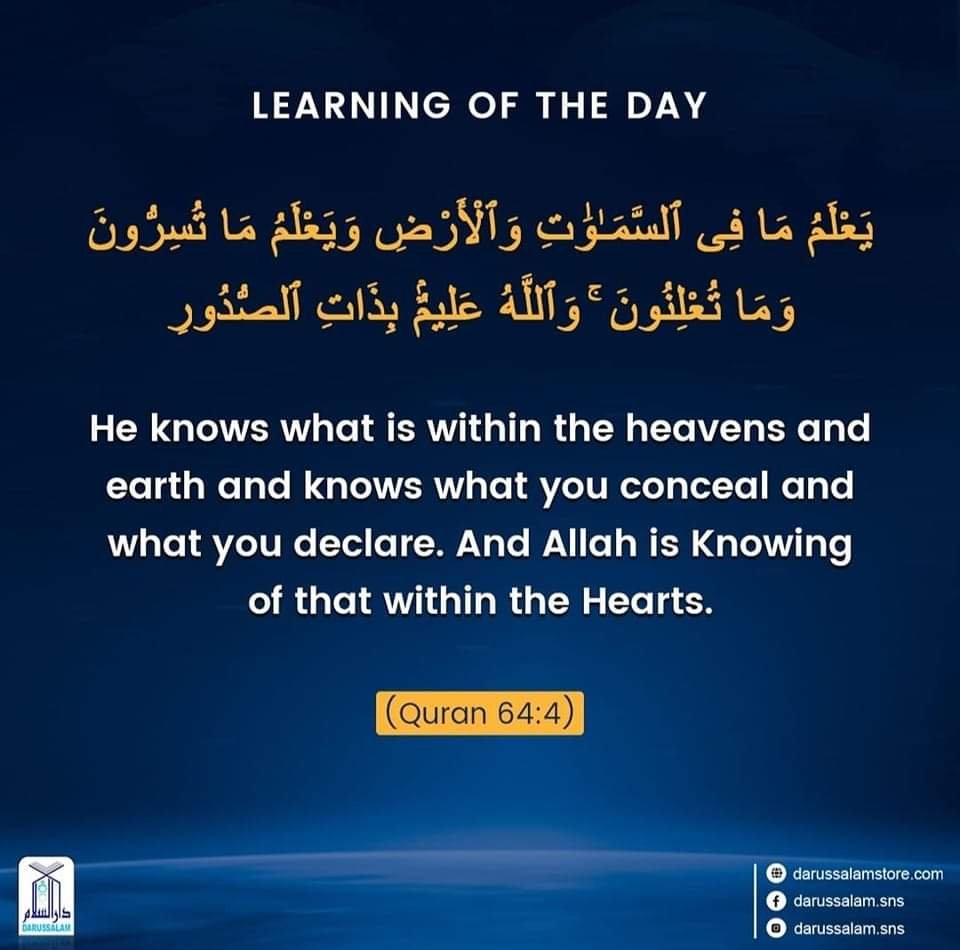 LEARNING OF THE DAY
يَعْلَمُ مَا فِى ٱلسَّمَـٰوَٰتِ وَٱلْأَرْضِ وَيَعْلَمُ مَا تُسِرُّونَ
وَمَا تُعْلِنُونَ ۚ وَٱللَّهُ عَلِيمٌۢ بِذَاتِ ٱلصُّدُورِ
He knows what is within the heavens and
earth and knows what you conceal and
what you declare. And Allah is Knowing
of that within the Hearts.
(Quran 64:4)
دارالسلام
DARUSSALAM
darussalamstore.com
darussalam.sns
darussalam.sns